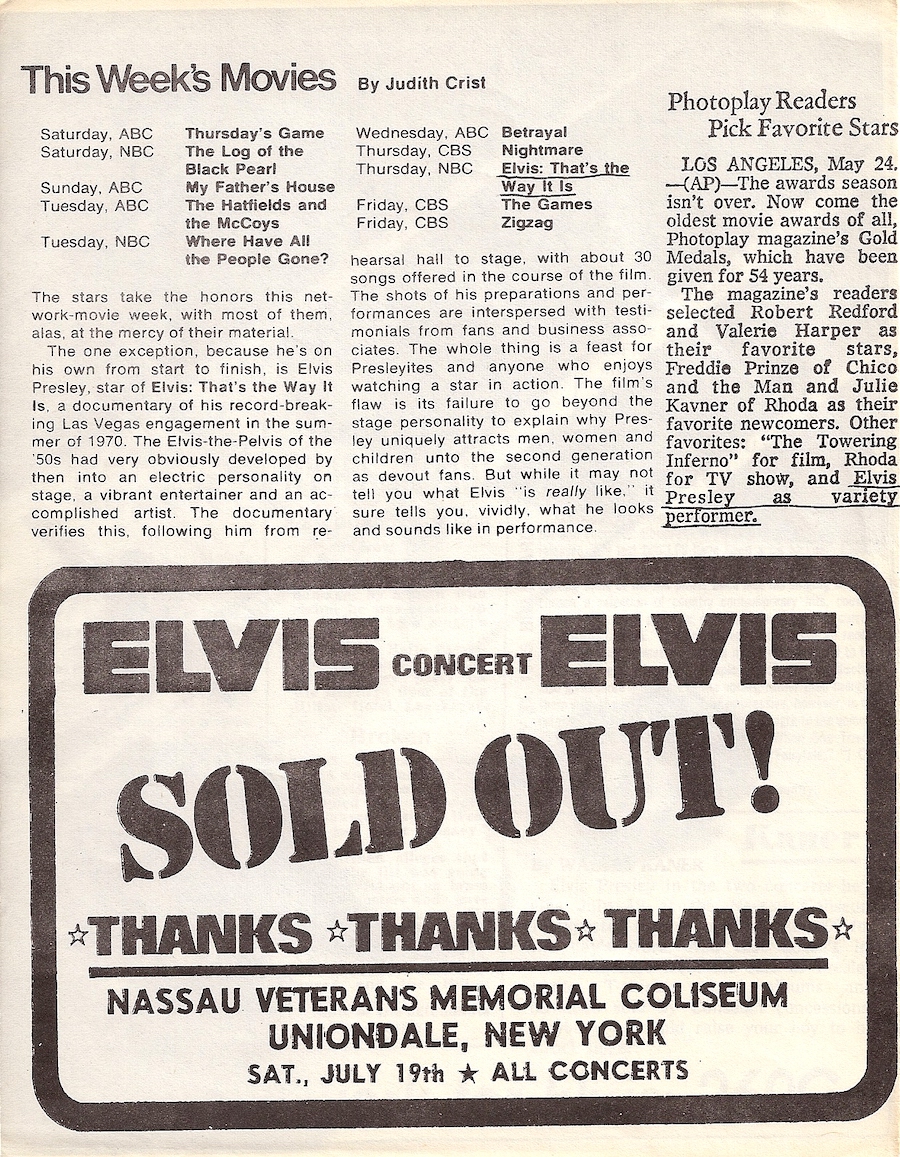 This Week's Movies By Judith Crist
Saturday, ABC Thursday's Game
Saturday, NBC The Log of the
Black Pearl
Sunday, ABC My Father's House
Tuesday, ABC The Hatfields and
the McCoys
Tuesday, NBC Where Have All
the People Gone?
Wednesday, ABC Betrayal
Thursday, CBS Nightmare
Thursday, NBC Elvis: That's the
Way It Is
Friday, CBS The Games
Friday, CBS Zigzag
The stars take the honors this net-
work-movie week, with most of them,
alas, at the mercy of their material.
The one exception, because he's on
his own from start to finish, is Elvis
Presley, star of Elvis: That's the Way It
Is, a documentary of his record-break-
ing Las Vegas engagement in the sum-
mer of 1970. The Elvis-the-Pelvis of the
'50s had very obviously developed by
then into an electric personality on
stage, a vibrant entertainer and an ac-
complished artist. The documentary
verifies this, following him from re-
hearsal hall to stage, with about 30
songs offered in the course of the film.
The shots of his preparations and per-
formances are interspersed with testi-
monials from fans and business asso-
ciates. The whole thing is a feast for
Presleyites and anyone who enjoys
watching a star in action. The film's
flaw is its failure to go beyond the
stage personality to explain why Pres-
ley uniquely attracts men, women and
children unto the second generation
as devout fans. But while it may not
tell you what Elvis "is really like," it
sure tells you, vividly, what he looks
and sounds like in performance.
Photoplay Readers
Pick Favorite Stars
LOS ANGELES, May 24.
—(AP)—The awards season
isn't over. Now come the
oldest movie awards of all,
Photoplay magazine's Gold
Medals, which have been
given for 54 years.
The magazine's readers
selected Robert Redford
and Valerie Harper as
their favorite stars,
Freddie Prinze of Chico
and the Man and Julie
Kavner of Rhoda as their
favorite newcomers. Other
favorites: "The Towering
Inferno" for film, Rhoda
for TV show, and Elvis
Presley as variety
performer.
ELVIS CONCERT ELVIS
SOLD OUT!
☆THANKS ☆THANKS☆THANKS☆
NASSAU VETERAN'S MEMORIAL COLISEUM
UNIONDALE, NEW YORK
SAT., JULY 19th ★ ALL CONCERTS